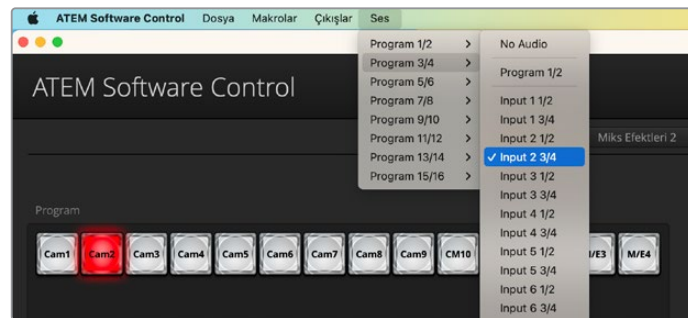 ATEM Software Control Dosya Makrolar Çıkışlar Ses
Program 1/2 > No Audio
Program 3/4 > Program 1/2
Program 5/6 >
Program 7/8 > Input 1 1/2
Program 9/10 > Input 1 3/4
Program 11/12 > Input 2 1/2
Program 13/14 > ✓ Input 2 3/4
Program 15/16 > Input 3 1/2
Input 3 3/4
Input 4 1/2
Input 4 3/4
Input 5 1/2
Input 5 3/4
Input 6 1/2
Input 6 3/4
ATEM Software Control
Miks Efektleri 2
Program
Cam1 Cam2 Cam3 Cam4 Cam5 Cam6 Cam7 Cam8 Cam9 CM10 M/E4